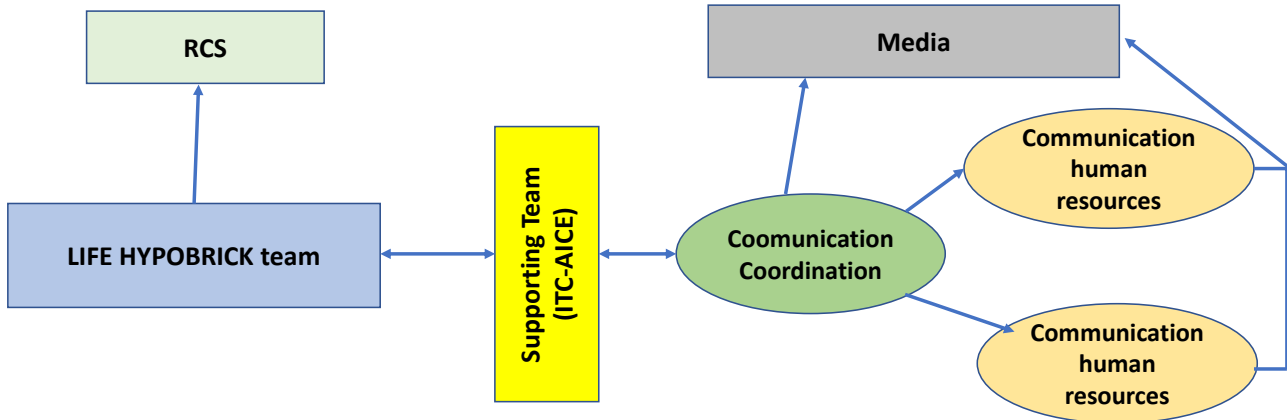 RCS
Media
LIFE HYPOBRICK team
Supporting Team
(ITC-AICE)
Coomunication
Coordination
Communication
human
resources
Communication
human
resources